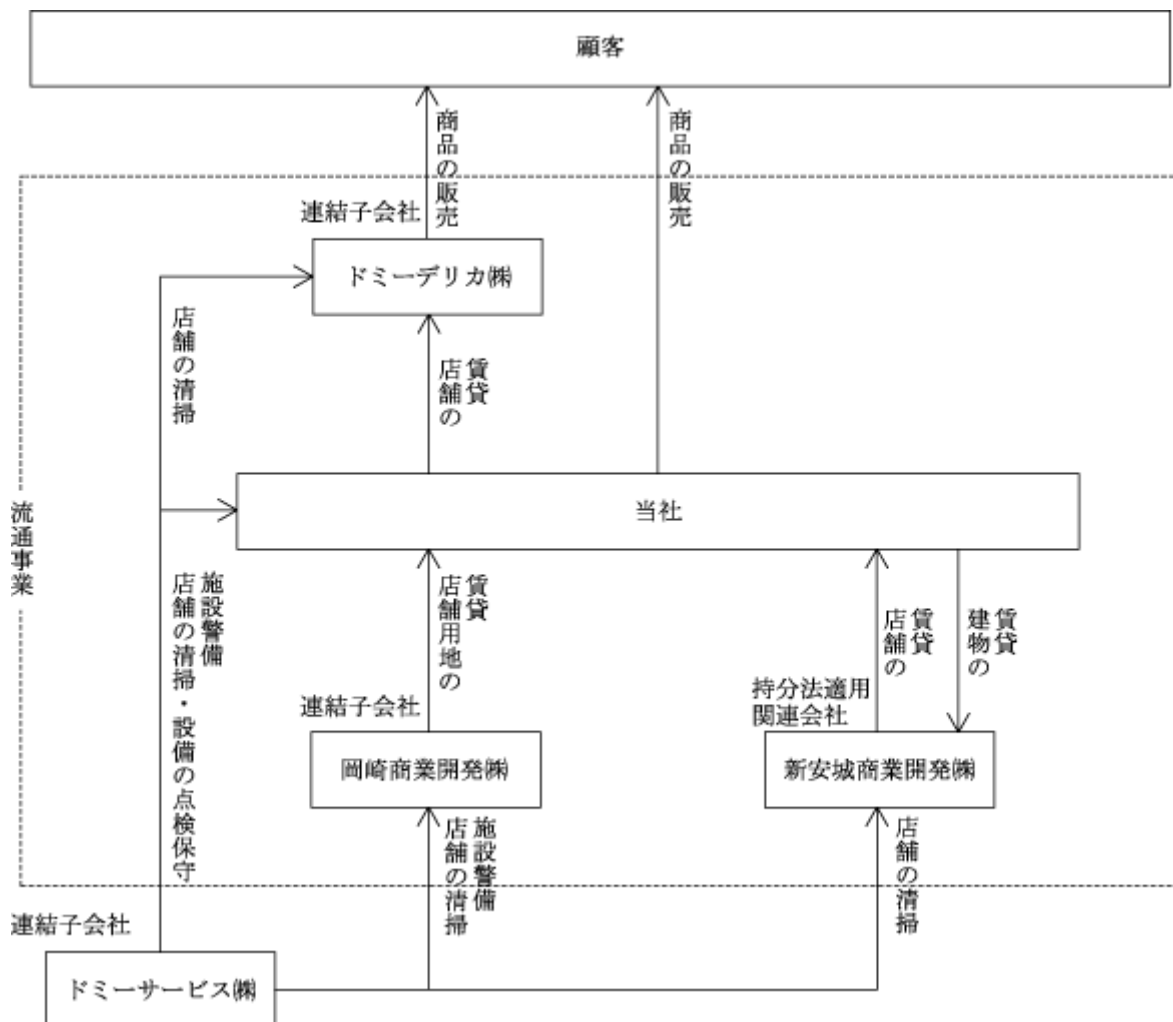 顧客
商品の販売
商品の販売
連結子会社
ドミーデリカ㈱
店舗の清掃
店舗の
賃貸
当社
流通事業
施設警備
店舗の清掃・設備の点検保守
店舗用地の
賃貸
店舗の
賃貸
建物の
賃貸
連結子会社
持分法適用
関連会社
岡崎商業開発㈱
新安城商業開発㈱
施設警備
店舗の清掃
店舗の清掃
連結子会社
ドミーサービス㈱